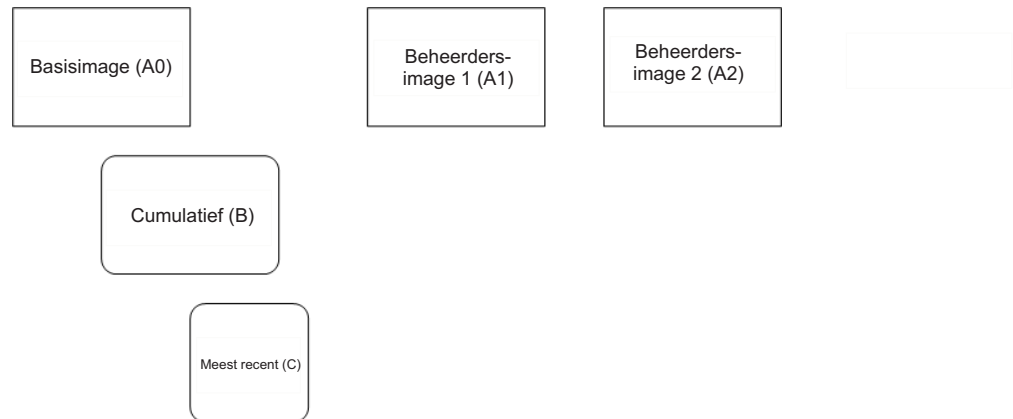 Basisimage (A0)
Beheerders-
image 1 (A1)
Beheerders-
image 2 (A2)
Cumulatief (B)
Meest recent (C)